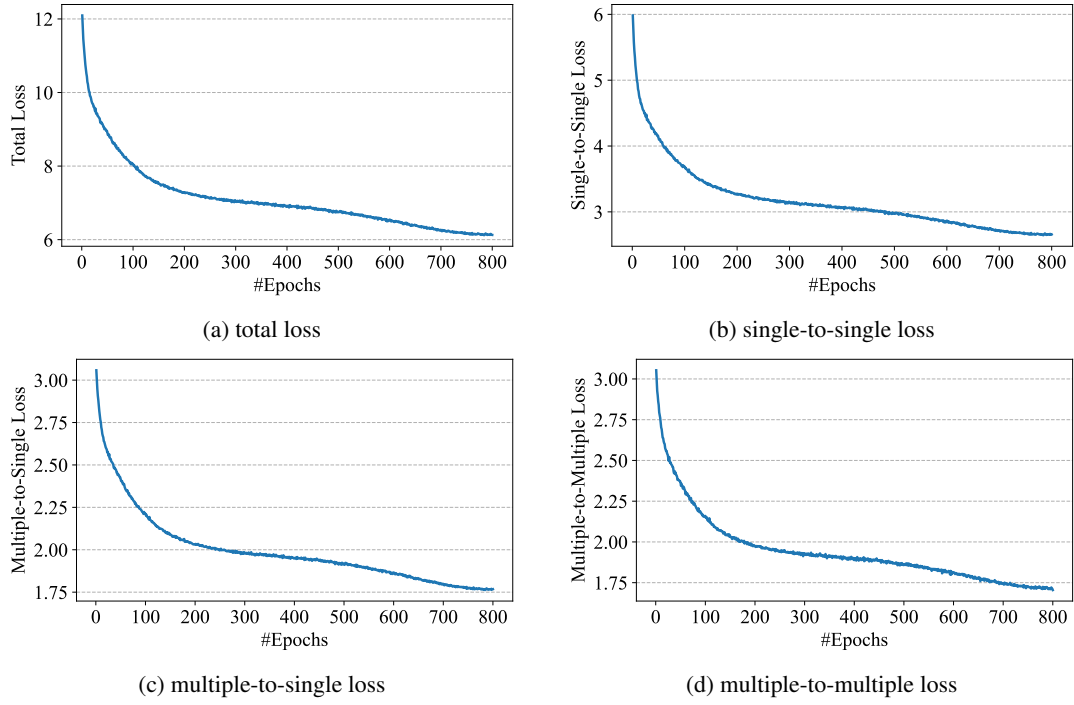 12
10
8
6
Total Loss
0 100 200 300 400 500 600 700 800
#Epochs
(a) total loss
6
5
4
3
Single-to-Single Loss
0 100 200 300 400 500 600 700 800
#Epochs
(b) single-to-single loss
3.00
2.75
2.50
2.25
2.00
1.75
Multiple-to-Single Loss
0 100 200 300 400 500 600 700 800
#Epochs
(c) multiple-to-single loss
3.00
2.75
2.50
2.25
2.00
1.75
Multiple-to-Multiple Loss
0 100 200 300 400 500 600 700 800
#Epochs
(d) multiple-to-multiple loss